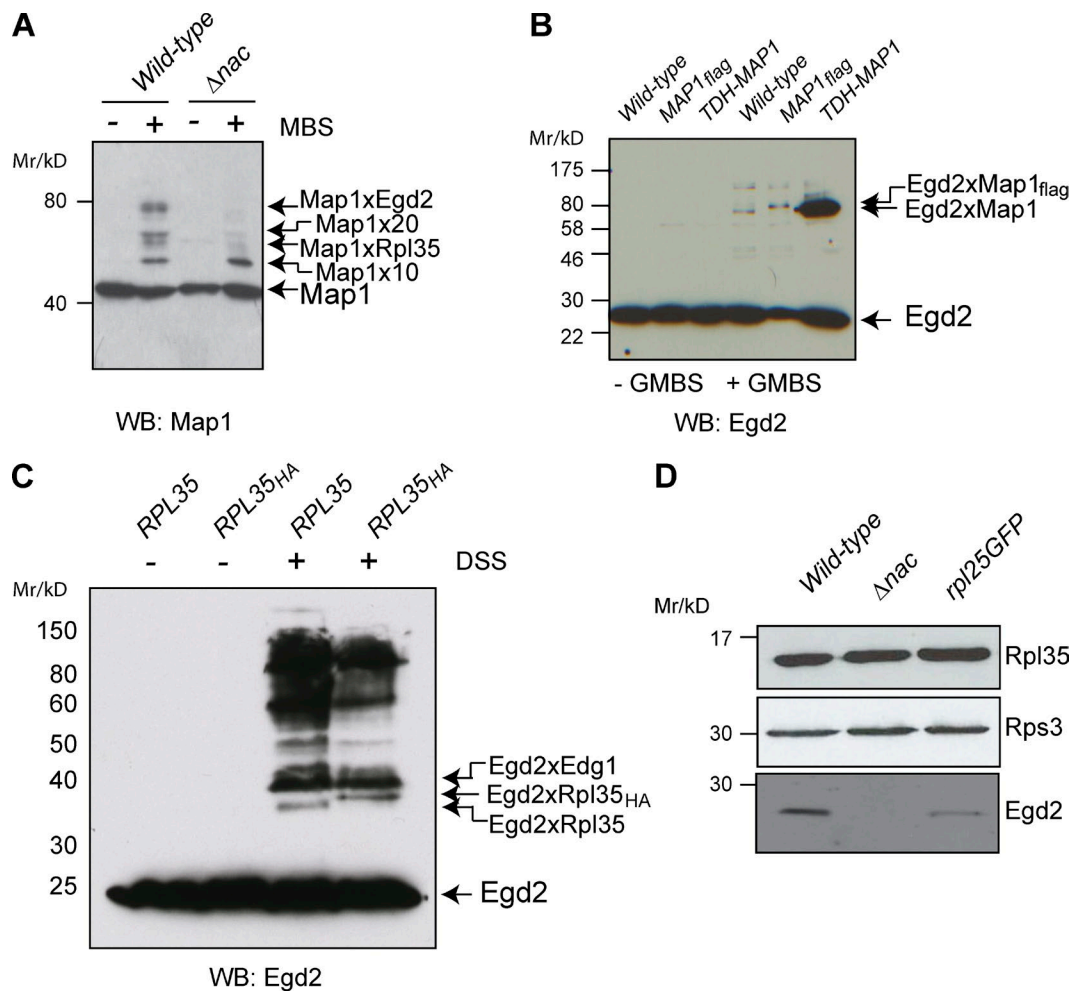 A
Wild-type
Δnac
- + - + MBS
Mr/kD
80
40
Map1xEgd2
Map1x20
Map1xRpl35
Map1x10
Map1
WB: Map1
B
Wild-type
MAP1flag
TDH-MAP1
Wild-type
MAP1flag
TDH-MAP1
Mr/kD
175
80
58
46
30
22
Egd2xMap1flag
Egd2xMap1
Egd2
- GMBS + GMBS
WB: Egd2
C
RPL35
RPL35HA
RPL35
RPL35HA
- - + + DSS
Mr/kD
150
80
60
50
40
30
25
Egd2xEdg1
Egd2xRpl35HA
Egd2xRpl35
Egd2
WB: Egd2
D
Wild-type
Δnac
rpl25GFP
Mr/kD
17
Rpl35
30
Rps3
30
Egd2